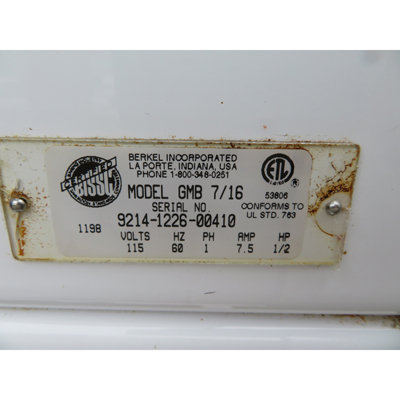 BERKEL INCORPORATED
LA PORTE, INDIANA, USA
PHONE 1-800-348-0251
BISSC
ETL
MODEL GMB 7/16
53806
SERIAL NO
CONFORMS TO
UL STD. 763
9214-1226-00410
1198
VOLTS HZ PH AMP HP
115 60 1 7.5 1/2